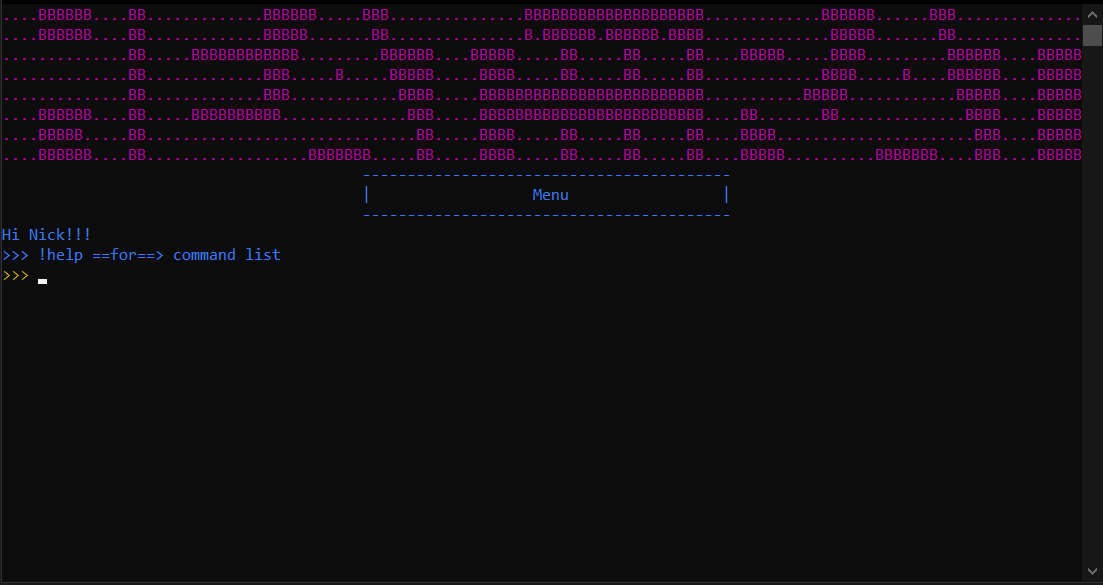 ....BBBBBB....BB.............BBBBBB.....BBB...............BBBBBBBBBBBBBBBBBBBB.............BBBBBB......BBB..............
....BBBBBB....BB.............BBBBB.......BB...............B.BBBBBB.BBBBBB.BBBB..............BBBBB.......BB..............
..............BB.....BBBBBBBBBBBB.........BBBBBB....BBBBB.....BB.....BB.....BB....BBBBB.....BBBB.........BBBBBB....BBBBB
..............BB.............BBB.....B.....BBBBB.....BBBB.....BB.....BB.....BB.............BBBB.....B....BBBBBB....BBBBB
..............BB.............BBB............BBBB.....BBBBBBBBBBBBBBBBBBBBBBBBB...........BBBBB............BBBBB....BBBBB
....BBBBBB....BB.....BBBBBBBBBB..............BBB.....BBBBBBBBBBBBBBBBBBBBBBBBB....BB.......BB..............BBBB....BBBBB
....BBBBB.....BB..............................BB.....BBBB.....BB.....BB.....BB....BBBB......................BBB....BBBBB
....BBBBBB....BB..................BBBBBBB.....BB.....BBBB.....BB.....BB.....BB....BBBBB..........BBBBBBB....BBB....BBBBB
-----------------------------------------
| Menu |
-----------------------------------------
Hi Nick!!!
>>> !help ==for==> command list
>>>